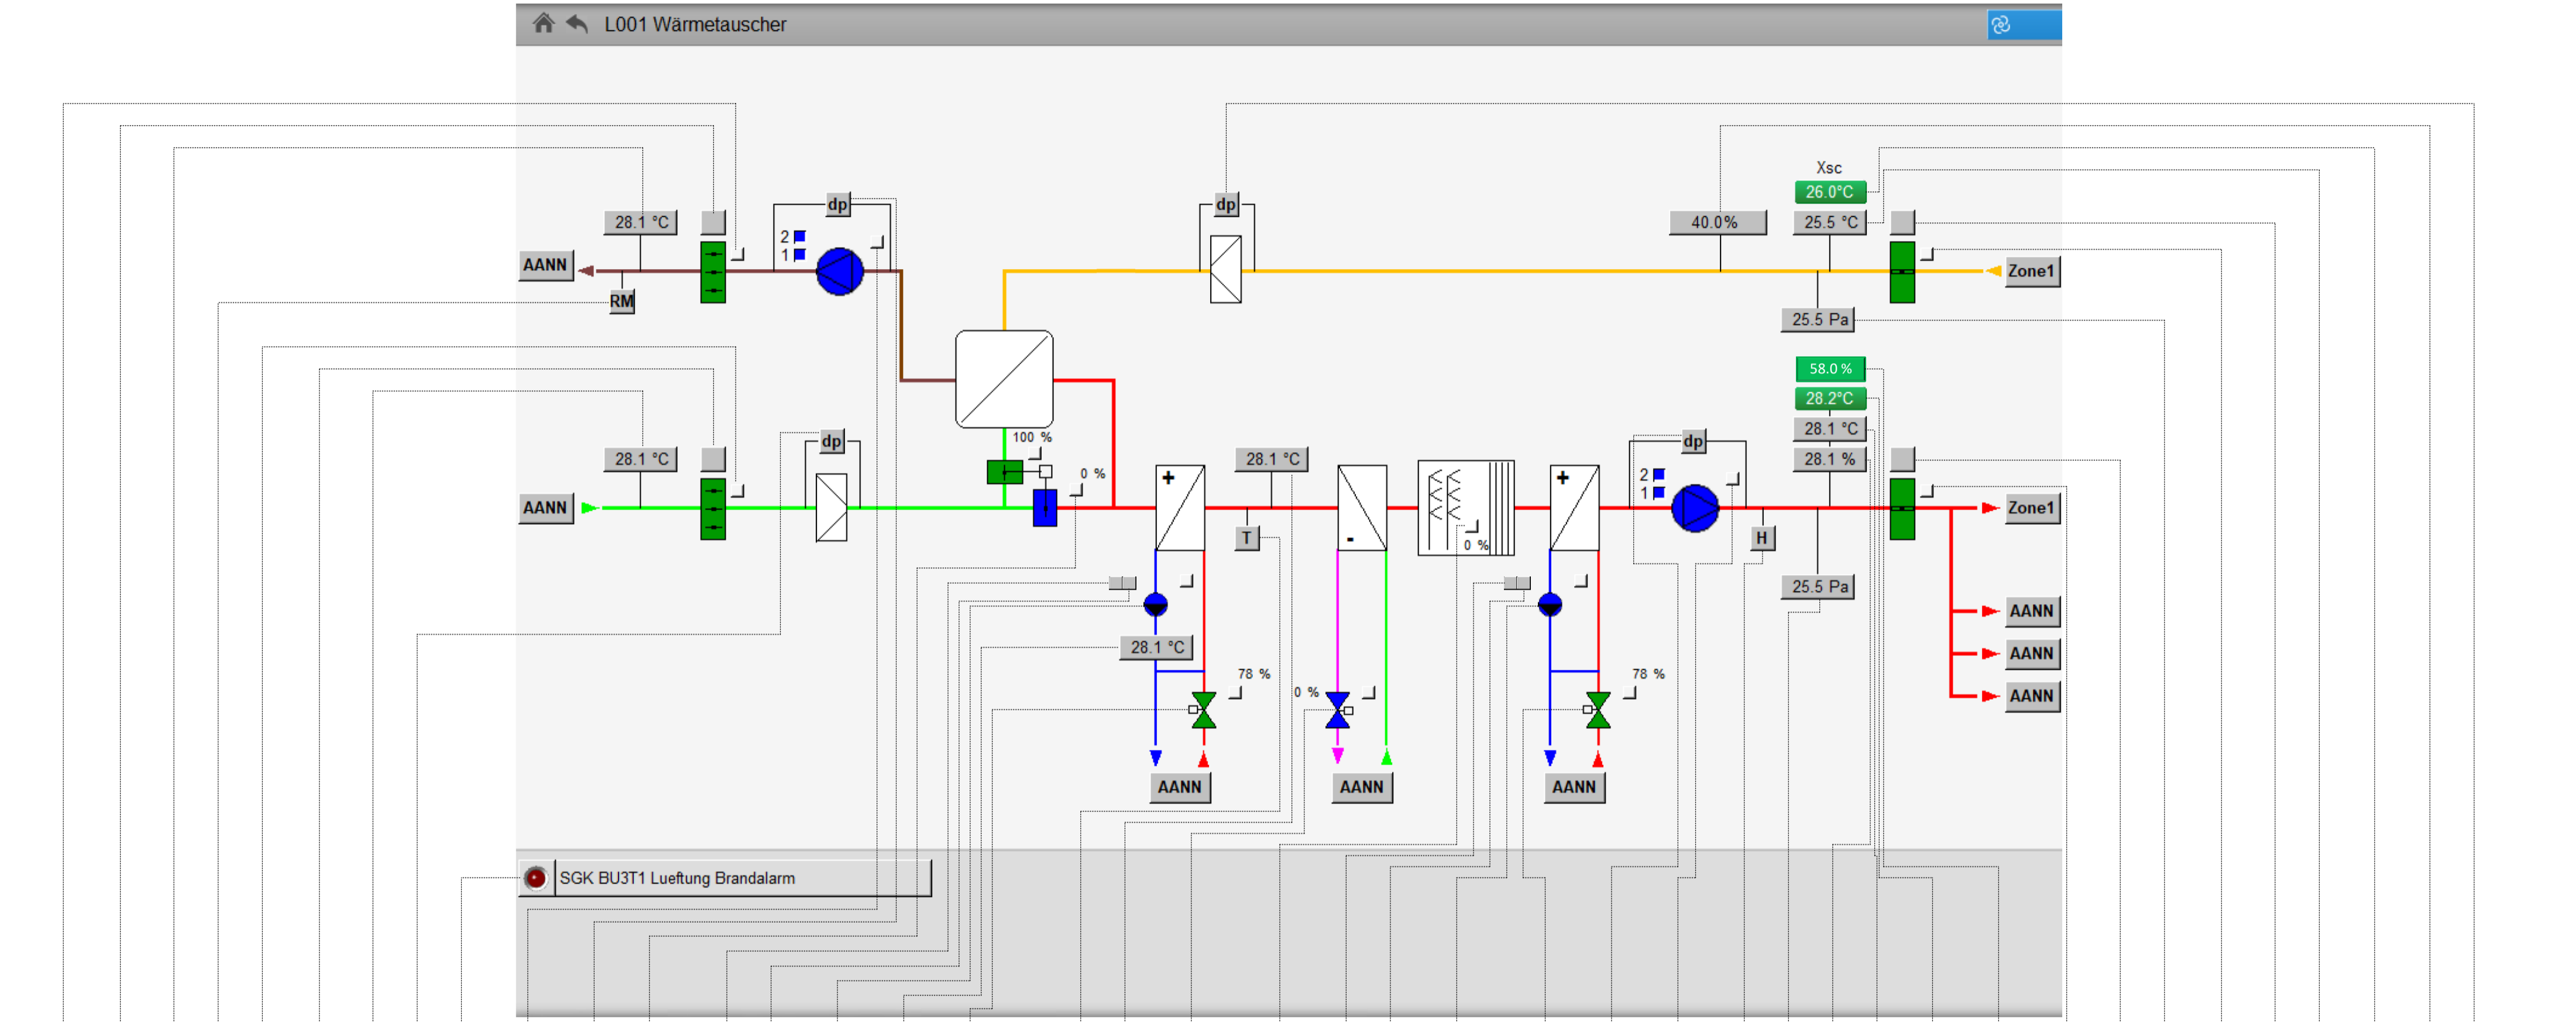 L001 Wärmetauscher
Xsc
26.0°C
dp
dp
28.1 °C
40.0%
25.5 °C
2
1
AANN
Zone1
RM
25.5 Pa
58.0 %
28.2°C
28.1 °C
100 %
dp
dp
28.1 °C
28.1 °C
28.1 %
0 %
+
+
2
1
AANN
Zone1
T
-
0 %
H
25.5 Pa
AANN
28.1 °C
AANN
78 %
0 %
78 %
AANN
AANN
AANN
AANN
SGK BU3T1 Lueftung Brandalarm